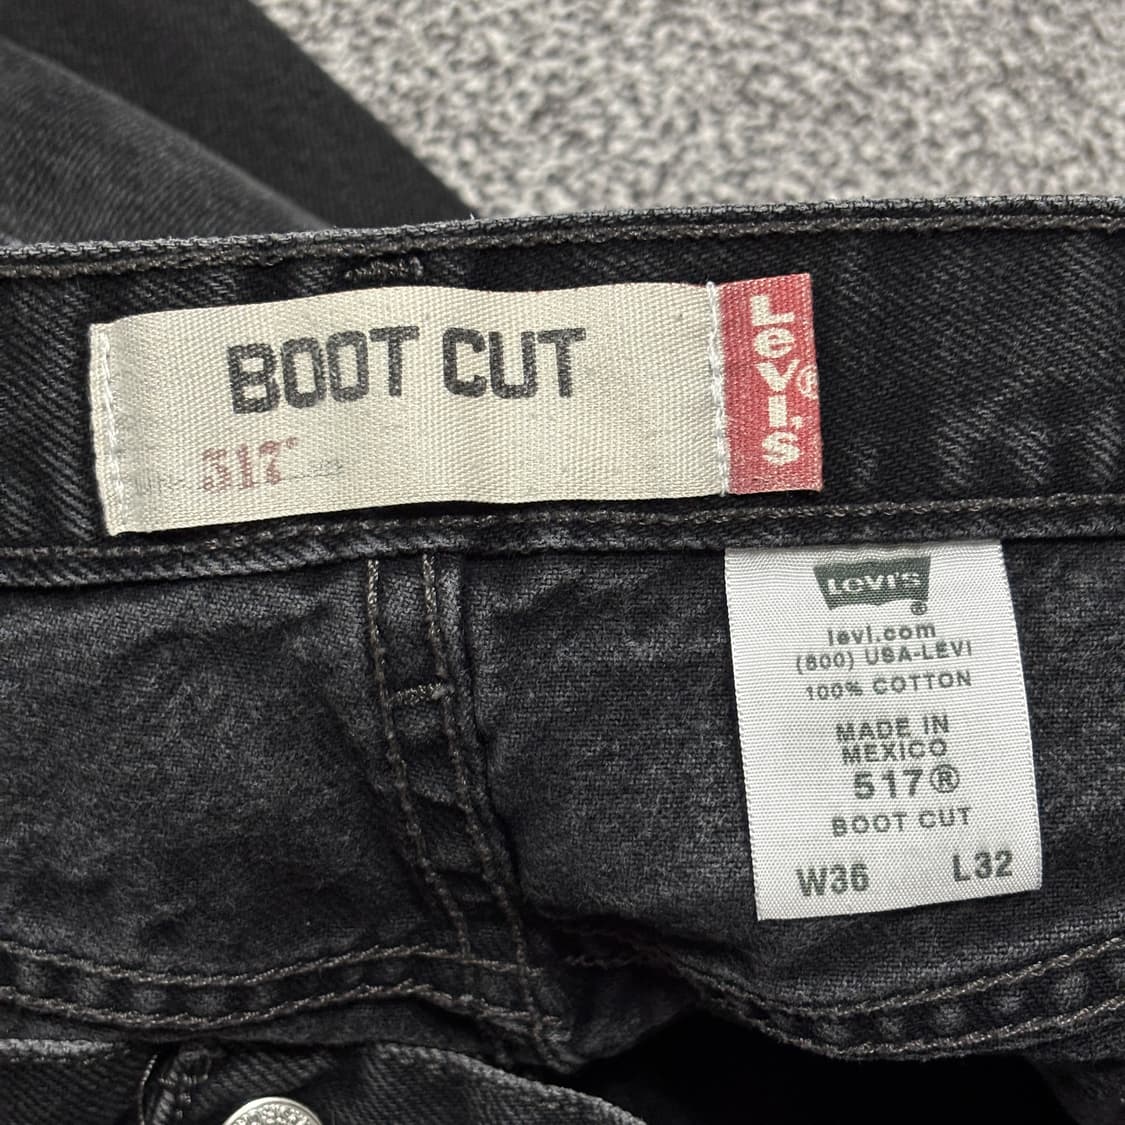 BOOT CUT
517
Levi's®
LEVI'S®
levi.com
(800) USA-LEVI
100% COTTON
MADE IN
MEXICO
517®
BOOT CUT
W36 L32